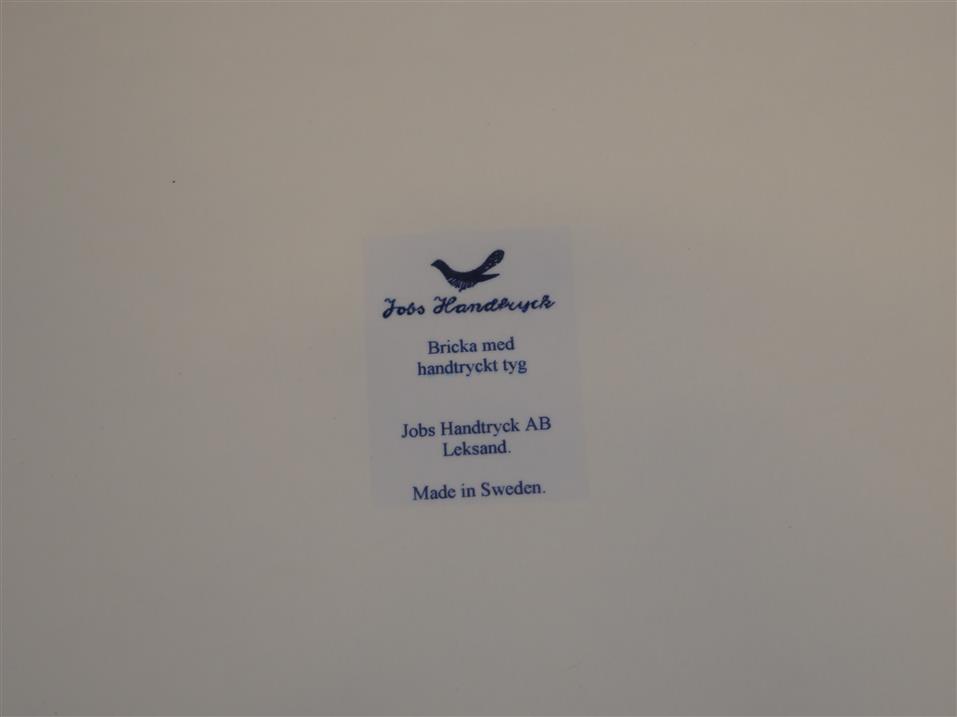 Jobs Handtryck
Bricka med
handtryckt tyg
Jobs Handtryck AB
Leksand.
Made in Sweden.